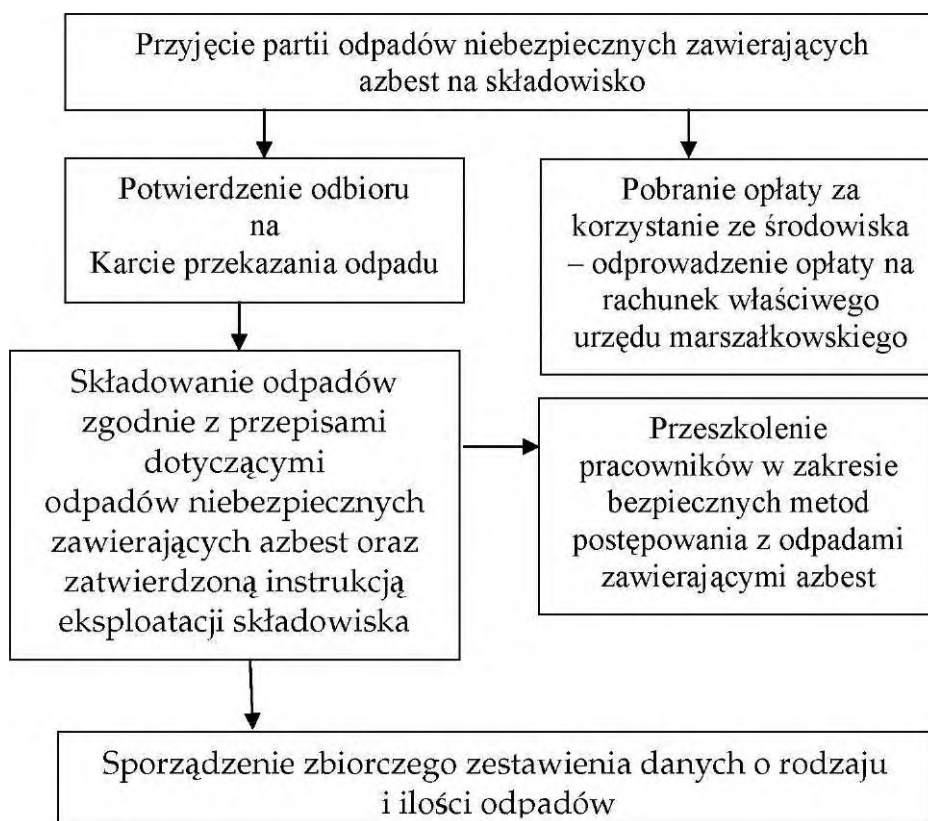 Przyjęcie partii odpadów niebezpiecznych zawierających
azbest na składowisko
Potwierdzenie odbioru
na
Karcie przekazania odpadu
Pobranie opłaty za
korzystanie ze środowiska
– odprowadzenie opłaty na
rachunek właściwego
urzędu marszałkowskiego
Składowanie odpadów
zgodnie z przepisami
dotyczącymi
odpadów niebezpiecznych
zawierających azbest oraz
zatwierdzoną instrukcją
eksploatacji składowiska
Przeszkolenie
pracowników w zakresie
bezpiecznych metod
postępowania z odpadami
zawierającymi azbest
Sporządzenie zbiorczego zestawienia danych o rodzaju
i ilości odpadów